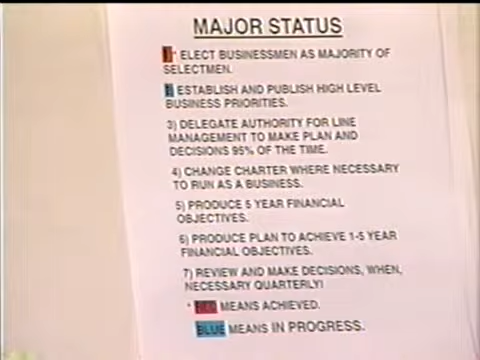 MAJOR STATUS
1)* ELECT BUSINESSMEN AS MAJORITY OF
SELECTMEN.
2) ESTABLISH AND PUBLISH HIGH LEVEL
BUSINESS PRIORITIES.
3) DELEGATE AUTHORITY FOR LINE
MANAGEMENT TO MAKE PLAN AND
DECISIONS 95% OF THE TIME.
4) CHANGE CHARTER WHERE NECESSARY
TO RUN AS A BUSINESS.
5) PRODUCE 5 YEAR FINANCIAL
OBJECTIVES.
6) PRODUCE PLAN TO ACHIEVE 1-5 YEAR
FINANCIAL OBJECTIVES.
7) REVIEW AND MAKE DECISIONS, WHEN,
NECESSARY QUARTERLY!
* RED MEANS ACHIEVED.
BLUE MEANS IN PROGRESS.